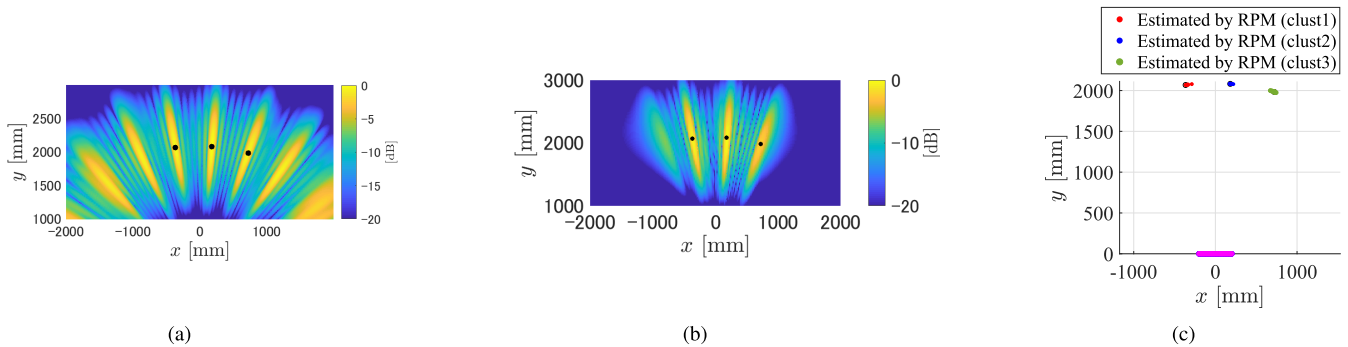 2500
2000
1500
1000
−2000
−1000
0
1000
x [mm]
y [mm]
0
−5
−10
−15
−20
[dB]
(a)
3000
2000
1000
−2000
−1000
0
1000
2000
x [mm]
y [mm]
0
−10
−20
[dB]
(b)
Estimated by RPM (clust1)
Estimated by RPM (clust2)
Estimated by RPM (clust3)
2000
1500
1000
500
0
-1000
0
1000
x [mm]
y [mm]
(c)